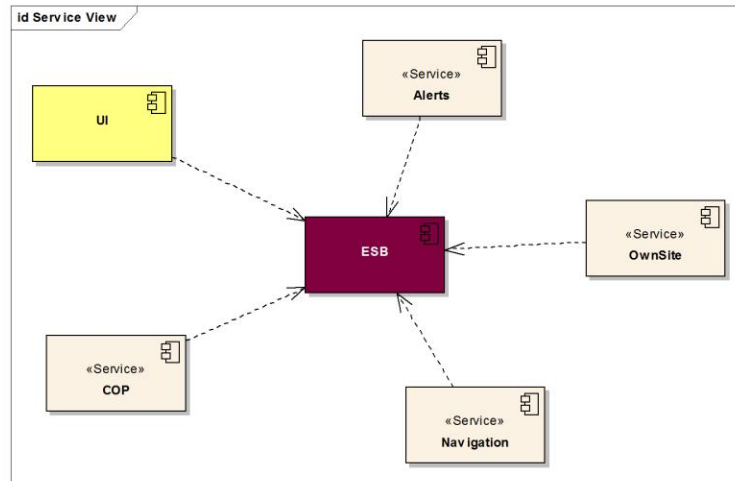 id Service View
«Service»
Alerts
UI
«Service»
OwnSite
ESB
«Service»
COP
«Service»
Navigation